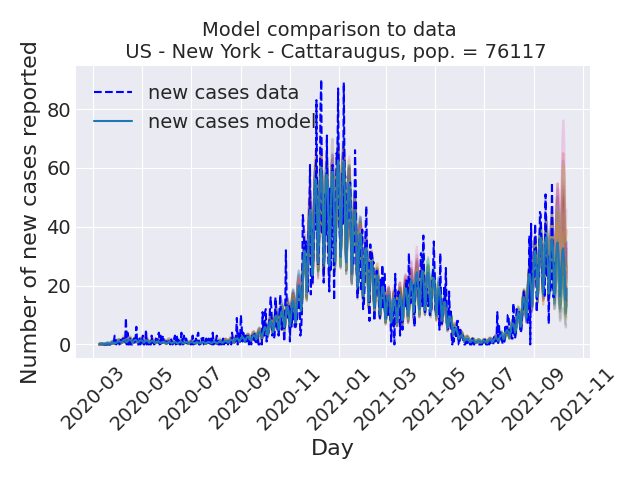 Model comparison to data
US - New York - Cattaraugus, pop. = 76117
Number of new cases reported
80
60
40
20
0
new cases data
new cases model
2020-03
2020-05
2020-07
2020-09
2020-11
2021-01
2021-03
2021-05
2021-07
2021-09
2021-11
Day